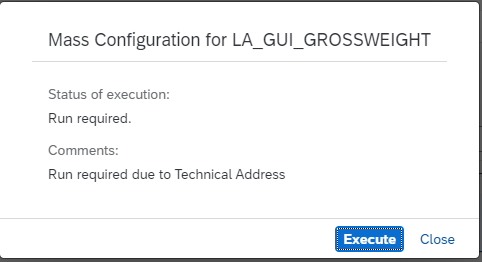 Mass Configuration for LA_GUI_GROSSWEIGHT
Status of execution:
Run required.
Comments:
Run required due to Technical Address
Execute Close